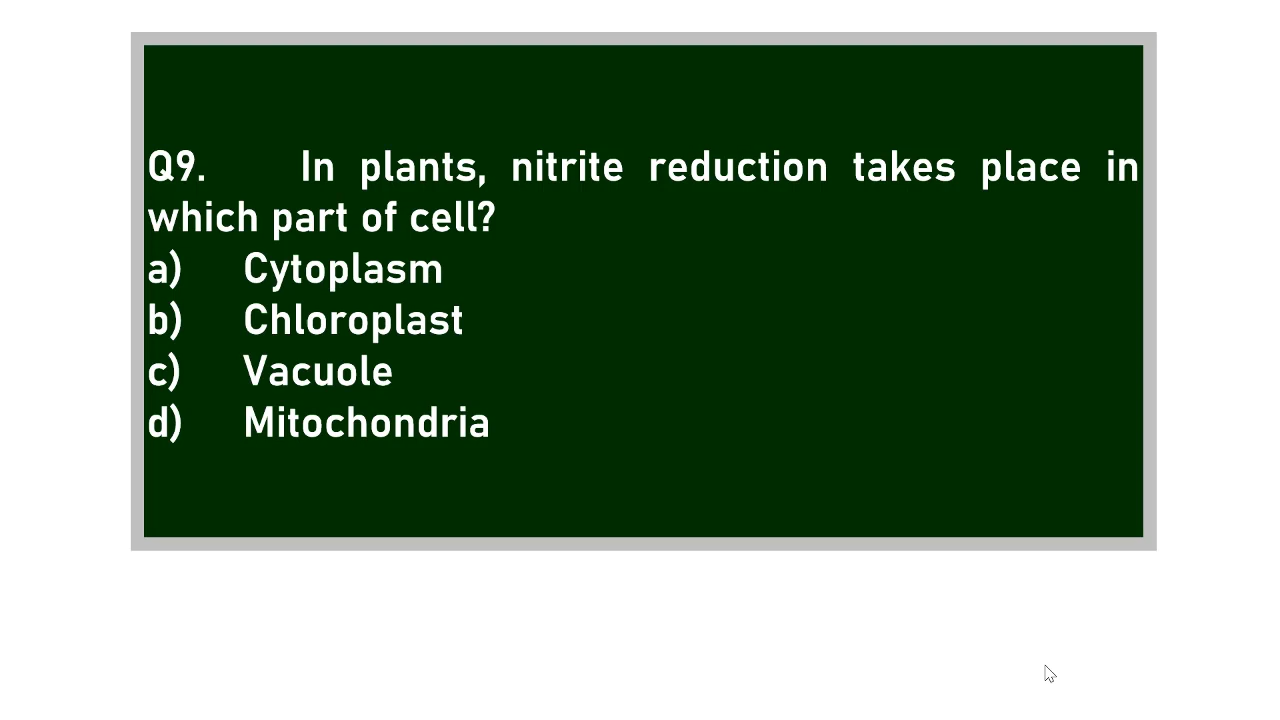 Q9. In plants, nitrite reduction takes place in
which part of cell?
a) Cytoplasm
b) Chloroplast
c) Vacuole
d) Mitochondria